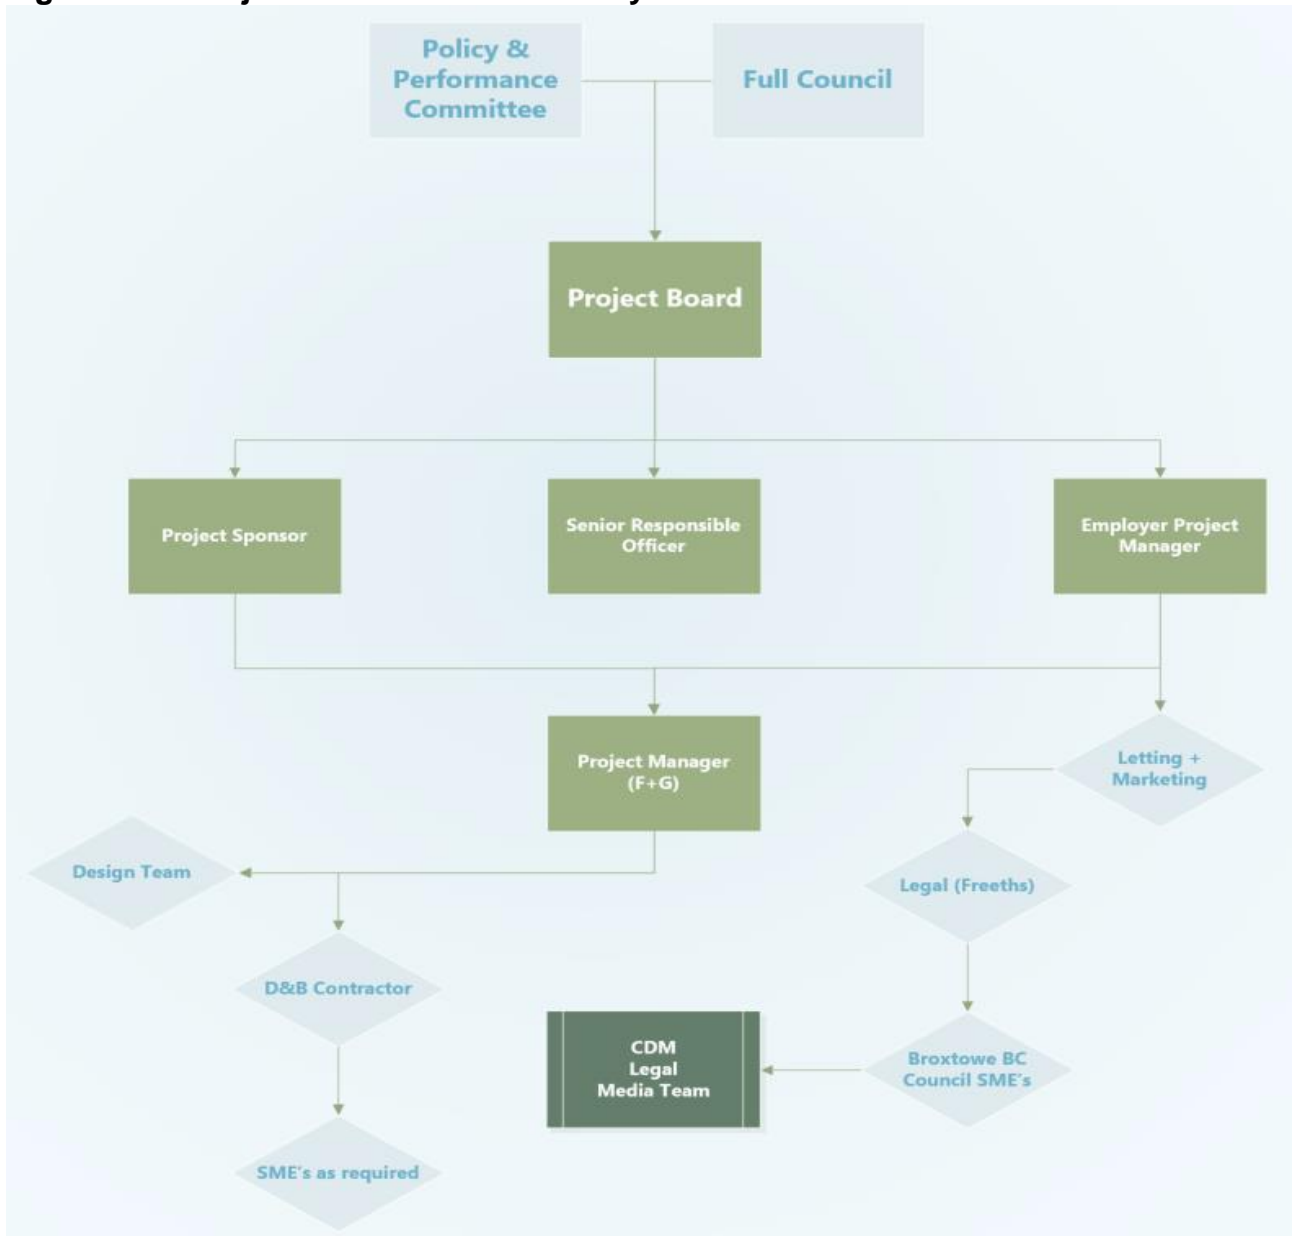 Policy &
Performance
Committee
Full Council
Project Board
Project Sponsor
Senior Responsible
Officer
Employer Project
Manager
Project Manager
(F+G)
Letting +
Marketing
Design Team
Legal (Freeths)
D&B Contractor
CDM
Legal
Media Team
Broxtowe BC
Council SME's
SME's as required